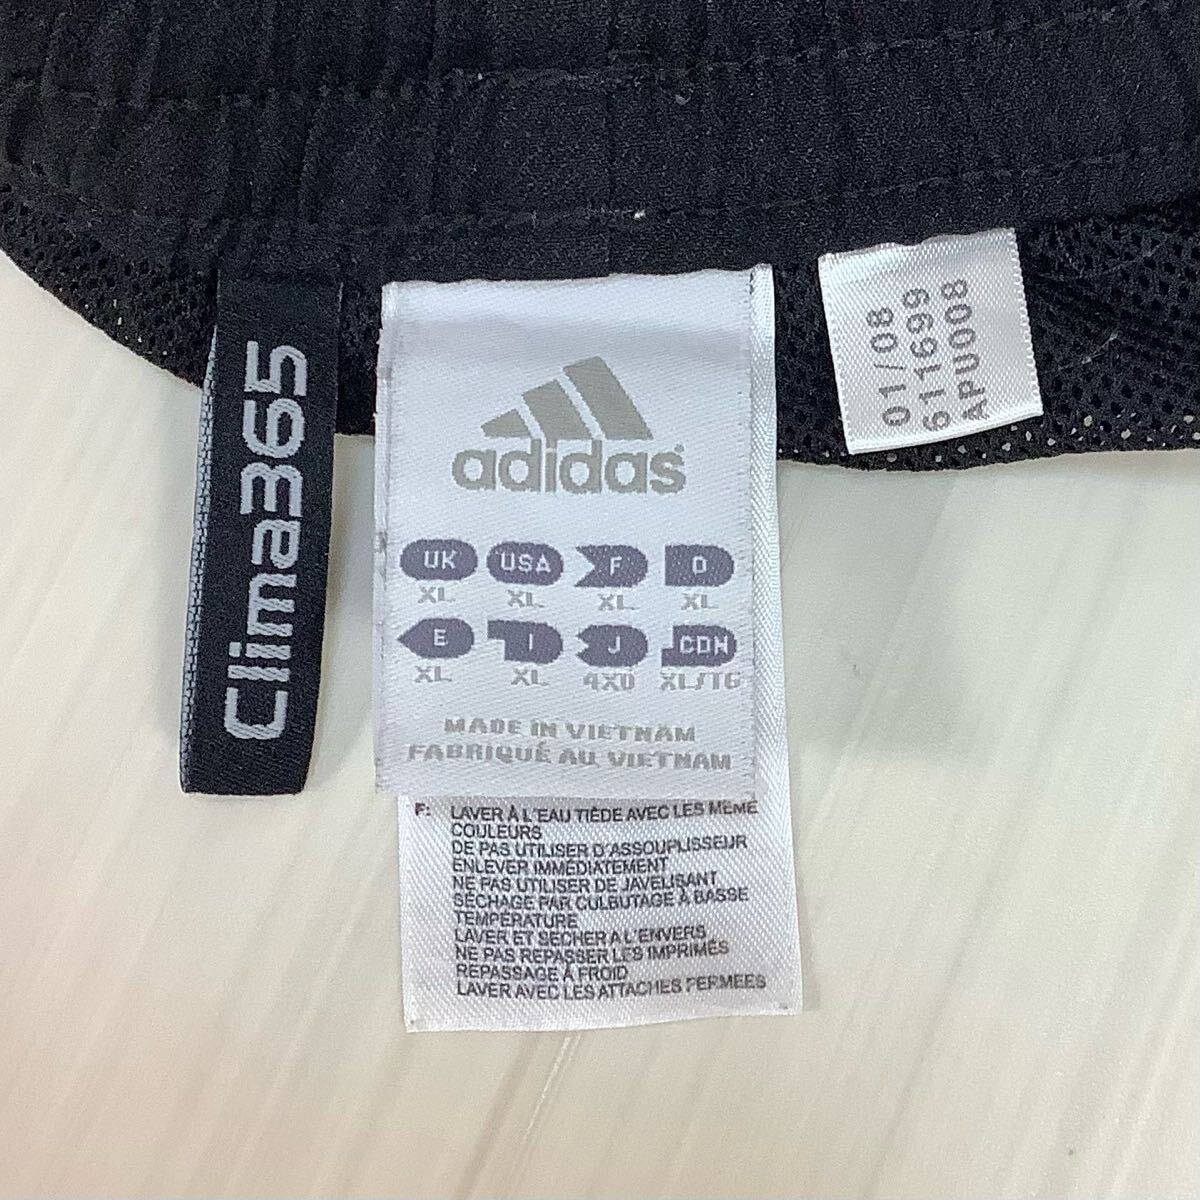 Clima365
adidas
UK USA F D
XL XL XL XL
E I J CDN
XL XL 4XO XL/TG
MADE IN VIETNAM
FABRIQUÉ AU VIETNAM
F: LAVER À L'EAU TIÈDE AVEC LES MÊME
COULEURS
DE PAS UTILISER D'ASSOUPLISSEUR
ENLEVER IMMÉDIATEMENT
NE PAS UTILISER DE JAVELISANT
SÉCHAGE PAR CULBUTAGE À BASSE
TEMPÉRATURE
LAVER ET SÉCHER A L'ENVERS
NE PAS REPASSER LES IMPRIMÉS
REPASSAGE À FROID
LAVER AVEC LES ATTACHES FERMEES
01/08
611699
APU008